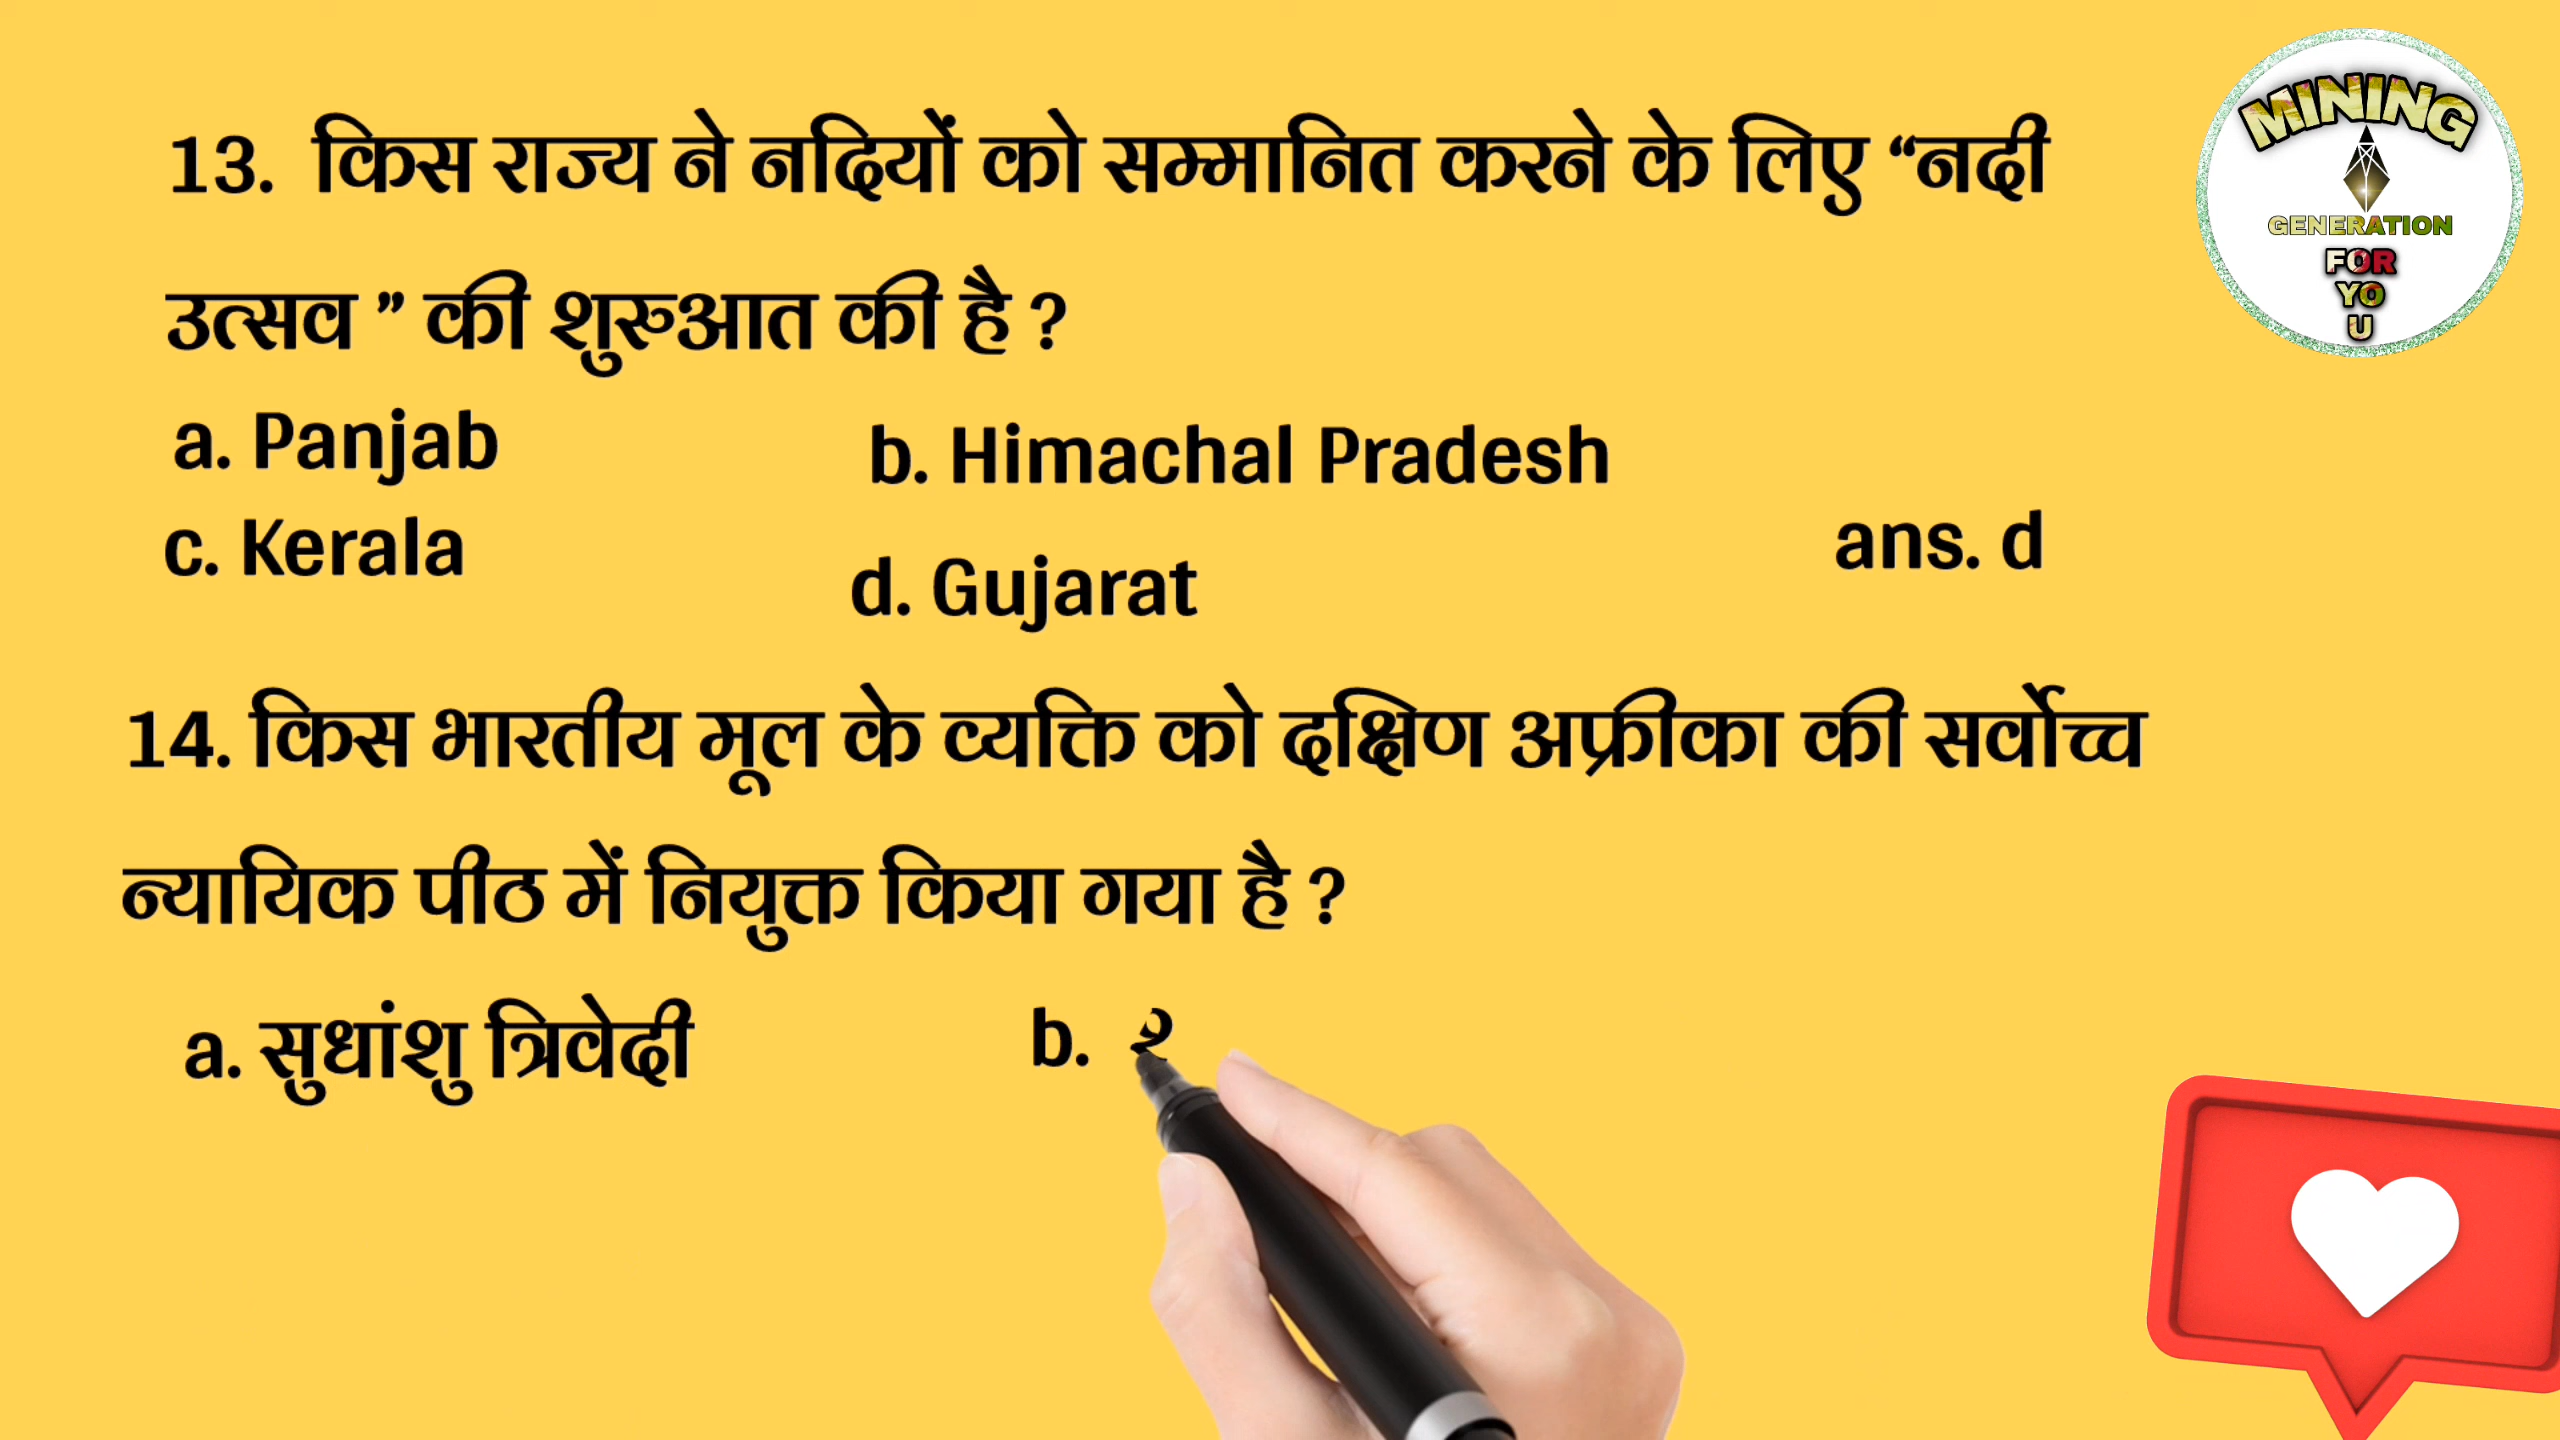 13. किस राज्य ने नदियों को सम्मानित करने के लिए “नदी
उत्सव ” की शुरुआत की है ?
a. Panjab
b. Himachal Pradesh
c. Kerala
d. Gujarat
ans. d
14. किस भारतीय मूल के व्यक्ति को दक्षिण अफ्रीका की सर्वोच्च
न्यायिक पीठ में नियुक्त किया गया है ?
a. सुधांशु त्रिवेदी
b.
MINING
GENERATION
FOR
YO
U